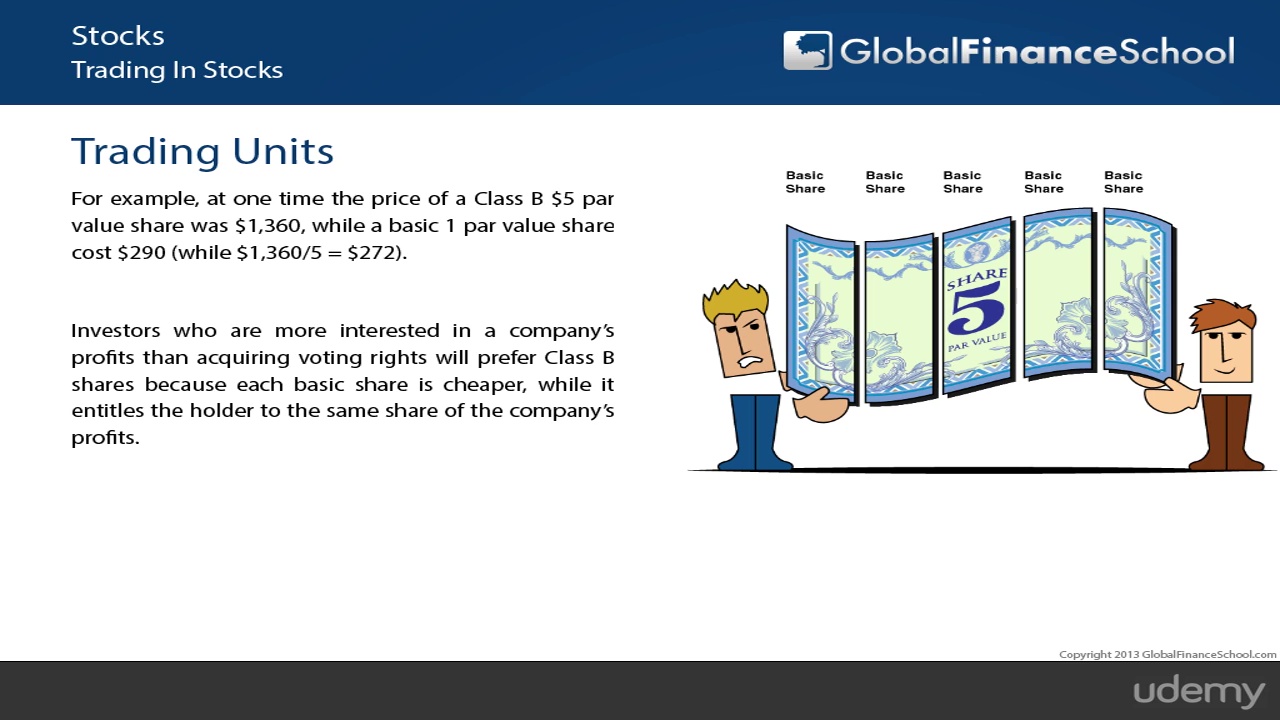 Stocks
Trading In Stocks
GlobalFinanceSchool
Trading Units
For example, at one time the price of a Class B $5 par
value share was $1,360, while a basic 1 par value share
cost $290 (while $1,360/5 = $272).
Investors who are more interested in a company’s
profits than acquiring voting rights will prefer Class B
shares because each basic share is cheaper, while it
entitles the holder to the same share of the company’s
profits.
Basic Share
Basic Share
Basic Share
Basic Share
Basic Share
SHARE
5
PAR VALUE
Copyright 2013 GlobalFinanceSchool.com
udemy